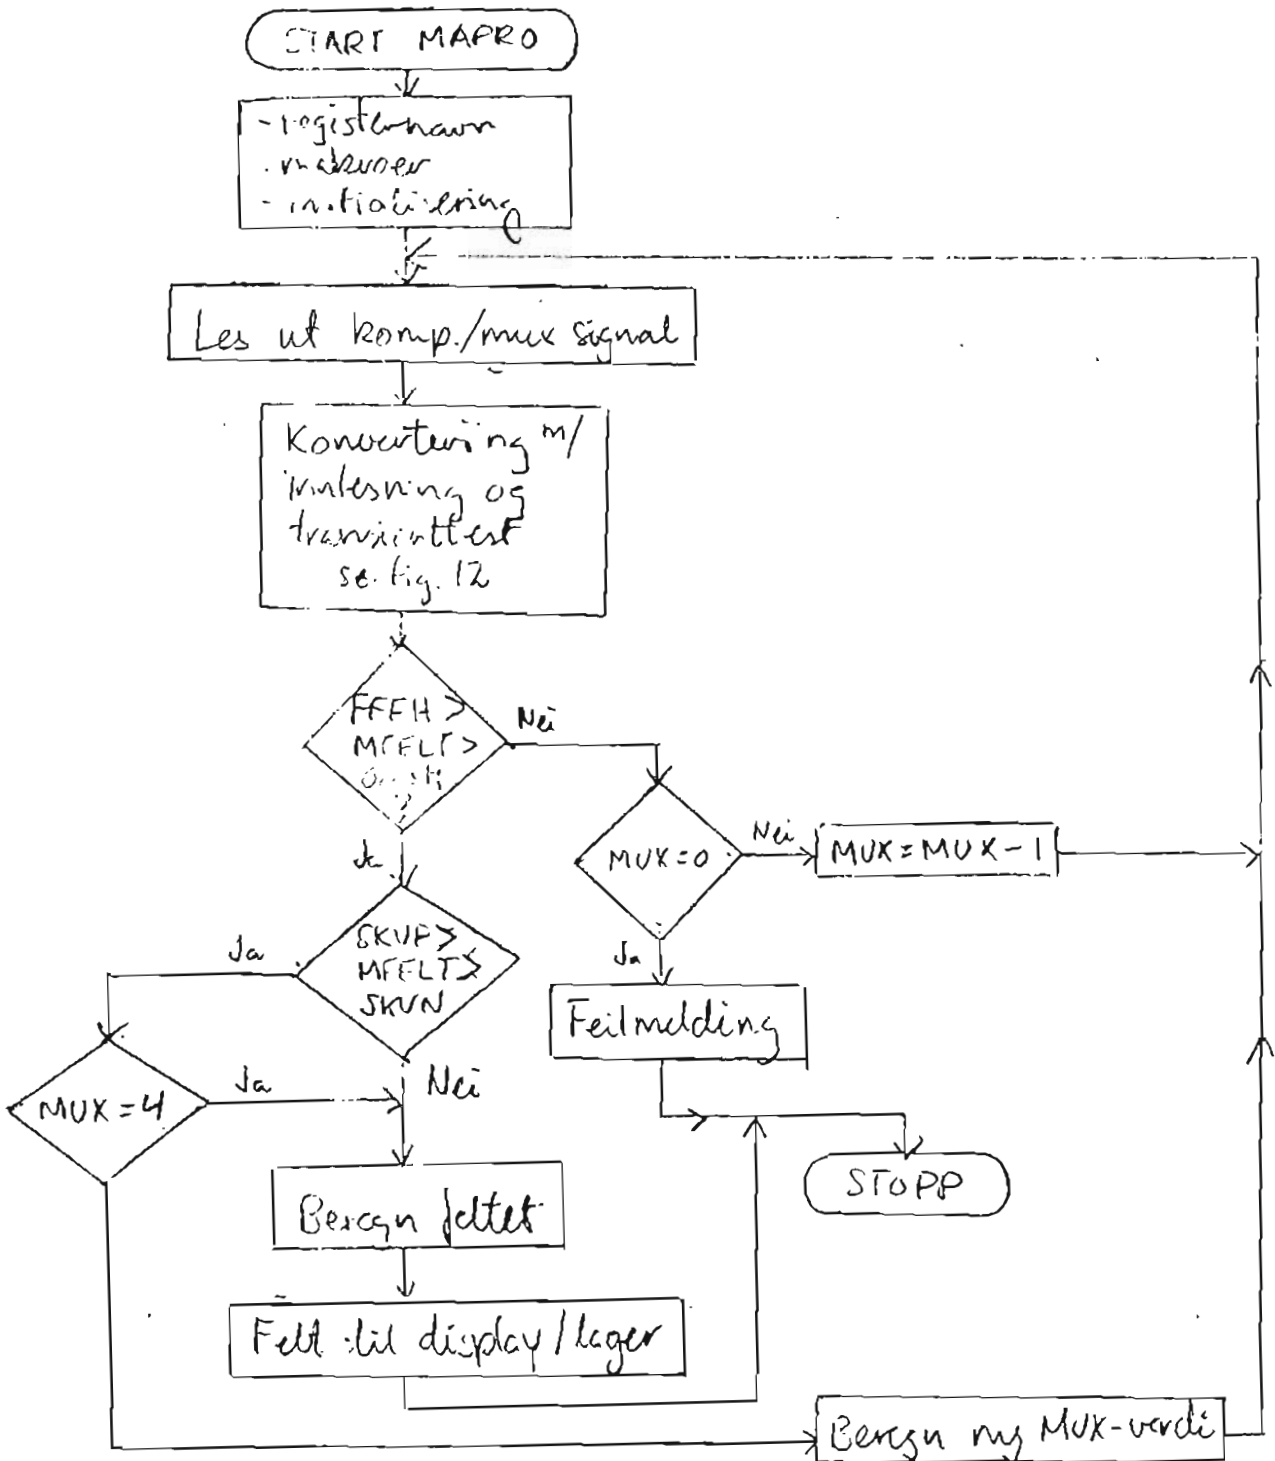 START MAPRO
- registernavn
. makroer
- initialisering
Les ut komp./mux signal
Konvertering m/
innlesning og
transienttest
se. fig. 12
FFFH >
MFELT >
?
Nei
Ja
MUX=0
Nei
MUX=MUX-1
Ja
SKVP>
MFELT>
SKVN
Ja
Feilmelding
Nei
MUX=4
Ja
STOPP
Beregn feltet
Felt til display/lager
Beregn ny MUX-verdi